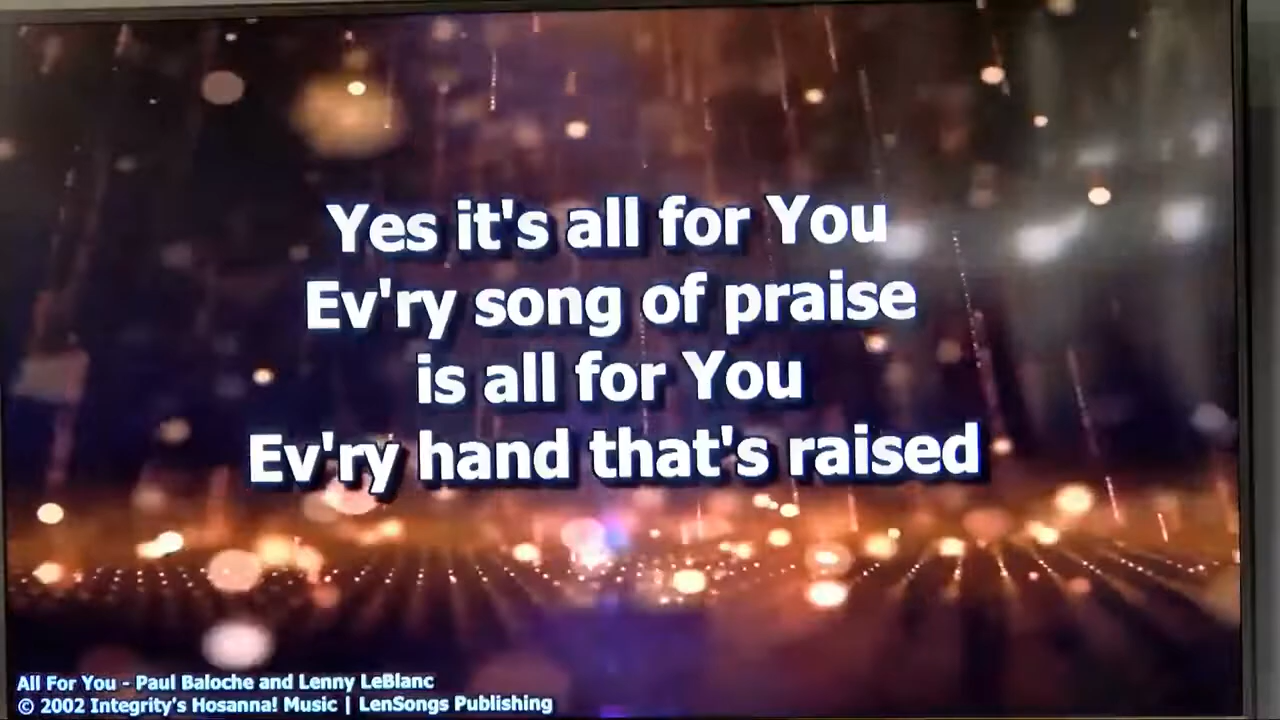 Yes it's all for You
Ev'ry song of praise
is all for You
Ev'ry hand that's raised
All For You - Paul Baloche and Lenny LeBlanc
© 2002 Integrity's Hosanna! Music | LenSongs Publishing